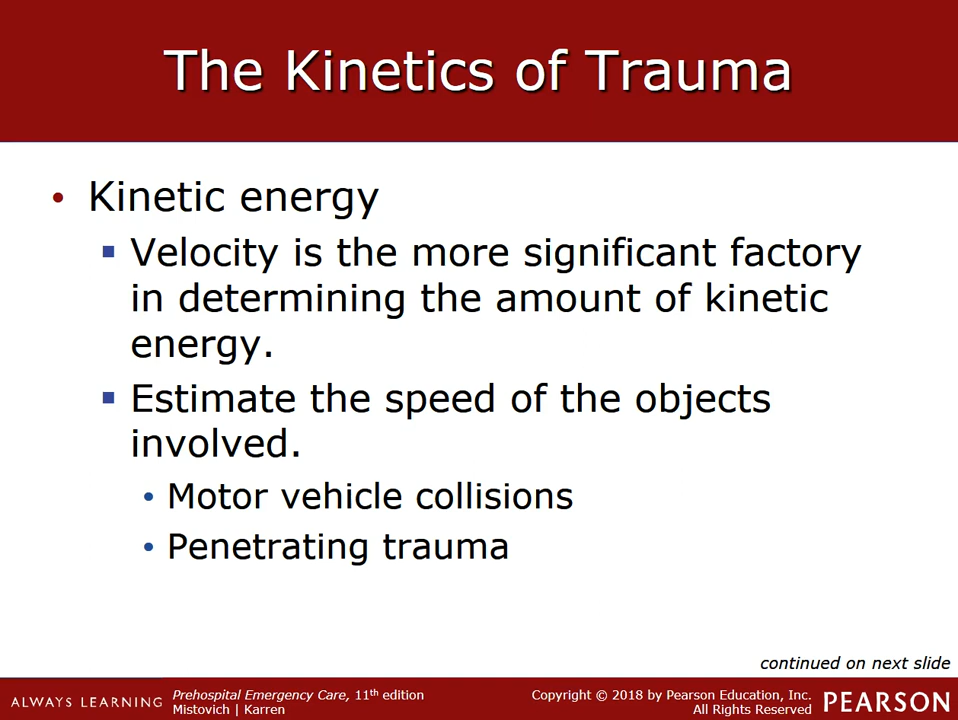 The Kinetics of Trauma
• Kinetic energy
▪ Velocity is the more significant factory
in determining the amount of kinetic
energy.
▪ Estimate the speed of the objects
involved.
• Motor vehicle collisions
• Penetrating trauma
continued on next slide
ALWAYS LEARNING
Prehospital Emergency Care, 11th edition
Mistovich | Karren
Copyright © 2018 by Pearson Education, Inc.
All Rights Reserved
PEARSON